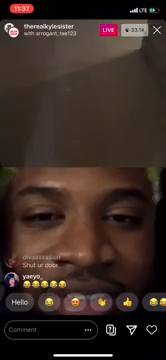 11:37
LTE
therealkylesister
with arrogant_tae123
LIVE
33.1K
Shut ur door
yaeyo_
😂😂😂😂😂
Hello
😂
😍
👏
👍
😂😂
Comment